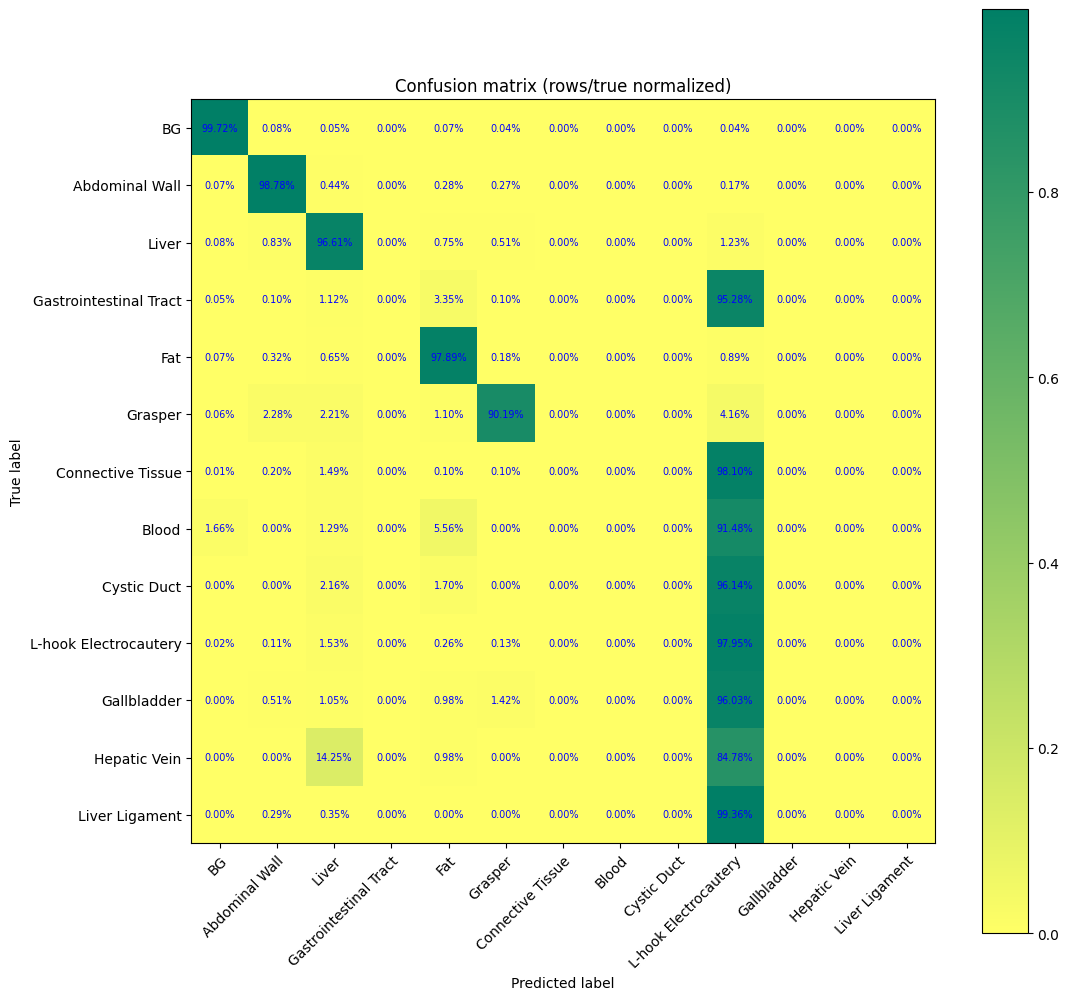 Confusion matrix (rows/true normalized)
BG 99.72% 0.08% 0.05% 0.00% 0.07% 0.04% 0.00% 0.00% 0.00% 0.04% 0.00% 0.00% 0.00%
Abdominal Wall 0.07% 98.78% 0.44% 0.00% 0.28% 0.27% 0.00% 0.00% 0.00% 0.17% 0.00% 0.00% 0.00%
Liver 0.08% 0.83% 96.61% 0.00% 0.75% 0.51% 0.00% 0.00% 0.00% 1.23% 0.00% 0.00% 0.00%
Gastrointestinal Tract 0.05% 0.10% 1.12% 0.00% 3.35% 0.10% 0.00% 0.00% 0.00% 95.28% 0.00% 0.00% 0.00%
Fat 0.07% 0.32% 0.65% 0.00% 97.89% 0.18% 0.00% 0.00% 0.00% 0.89% 0.00% 0.00% 0.00%
Grasper 0.06% 2.28% 2.21% 0.00% 1.10% 90.19% 0.00% 0.00% 0.00% 4.16% 0.00% 0.00% 0.00%
Connective Tissue 0.01% 0.20% 1.49% 0.00% 0.10% 0.10% 0.00% 0.00% 0.00% 98.10% 0.00% 0.00% 0.00%
Blood 1.66% 0.00% 1.29% 0.00% 5.56% 0.00% 0.00% 0.00% 0.00% 91.48% 0.00% 0.00% 0.00%
Cystic Duct 0.00% 0.00% 2.16% 0.00% 1.70% 0.00% 0.00% 0.00% 0.00% 96.14% 0.00% 0.00% 0.00%
L-hook Electrocautery 0.02% 0.11% 1.53% 0.00% 0.26% 0.13% 0.00% 0.00% 0.00% 97.95% 0.00% 0.00% 0.00%
Gallbladder 0.00% 0.51% 1.05% 0.00% 0.98% 1.42% 0.00% 0.00% 0.00% 96.03% 0.00% 0.00% 0.00%
Hepatic Vein 0.00% 0.00% 14.25% 0.00% 0.98% 0.00% 0.00% 0.00% 0.00% 84.78% 0.00% 0.00% 0.00%
Liver Ligament 0.00% 0.29% 0.35% 0.00% 0.00% 0.00% 0.00% 0.00% 0.00% 99.36% 0.00% 0.00% 0.00%
True label
BG
Abdominal Wall
Liver
Gastrointestinal Tract
Fat
Grasper
Connective Tissue
Blood
Cystic Duct
L-hook Electrocautery
Gallbladder
Hepatic Vein
Liver Ligament
Predicted label
0.8
0.6
0.4
0.2
0.0